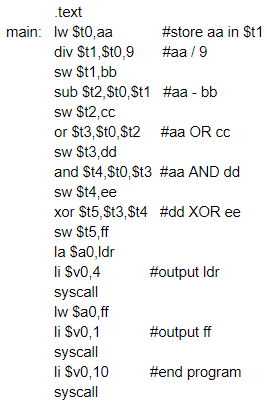 .text
main: lw $t0,aa #store aa in $t1
div $t1,$t0,9 #aa / 9
sw $t1,bb
sub $t2,$t0,$t1 #aa - bb
sw $t2,cc
or $t3,$t0,$t2 #aa OR cc
sw $t3,dd
and $t4,$t0,$t3 #aa AND dd
sw $t4,ee
xor $t5,$t3,$t4 #dd XOR ee
sw $t5,ff
la $a0,ldr
li $v0,4 #output ldr
syscall
lw $a0,ff
li $v0,1 #output ff
syscall
li $v0,10 #end program
syscall